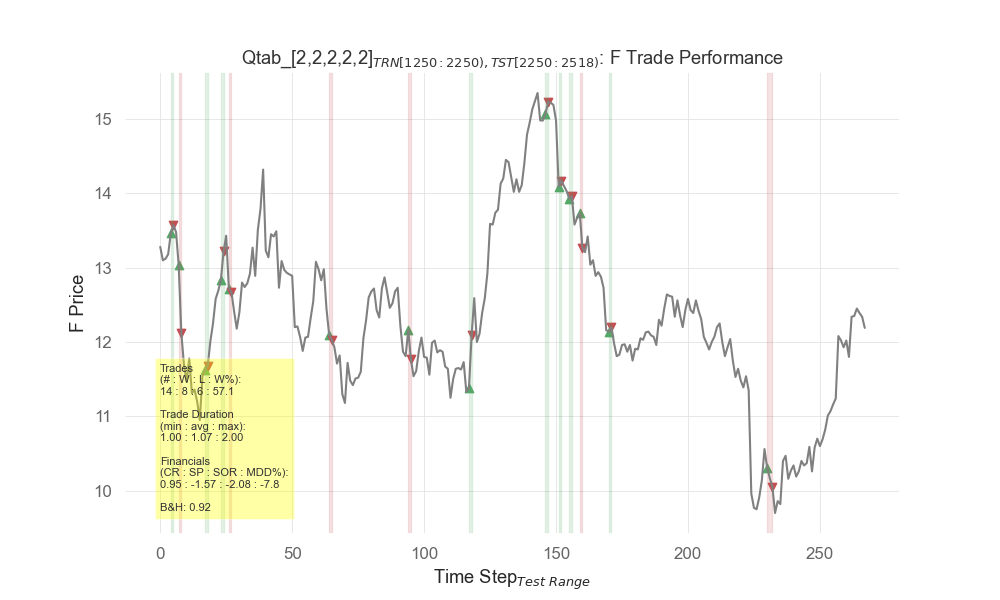 Qtab_[2,2,2,2,2]TRN[1250:2250),TST[2250:2518): F Trade Performance
F Price
15
14
13
12
11
10
Trades
(# : W : L : W%):
14 : 8 : 6 : 57.1
Trade Duration
(min : avg : max):
1.00 : 1.07 : 2.00
Financials
(CR : SP : SOR : MDD%):
0.95 : -1.57 : -2.08 : -7.8
B&H: 0.92
0 50 100 150 200 250
Time StepTest Range